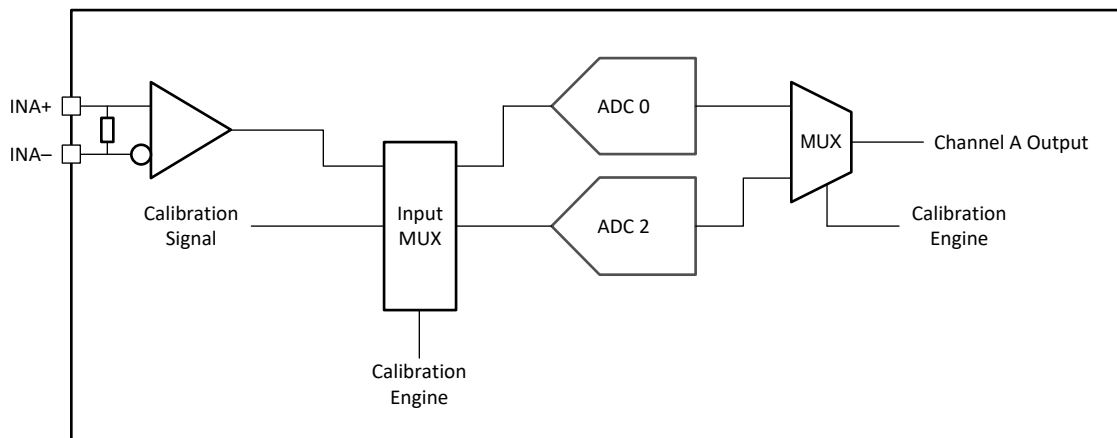 INA+
INA–
Calibration
Signal
Input
MUX
Calibration
Engine
ADC 0
ADC 2
MUX
Channel A Output
Calibration
Engine